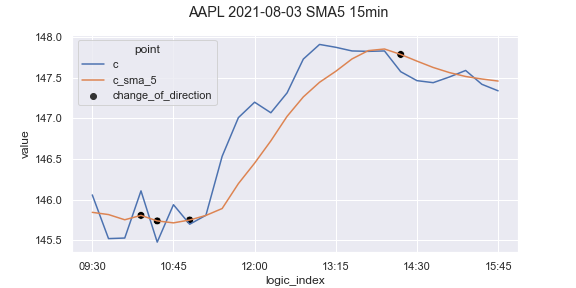 AAPL 2021-08-03 SMA5 15min
point
c
c_sma_5
change_of_direction
value
148.0
147.5
147.0
146.5
146.0
145.5
09:30
10:45
12:00
13:15
14:30
15:45
logic_index